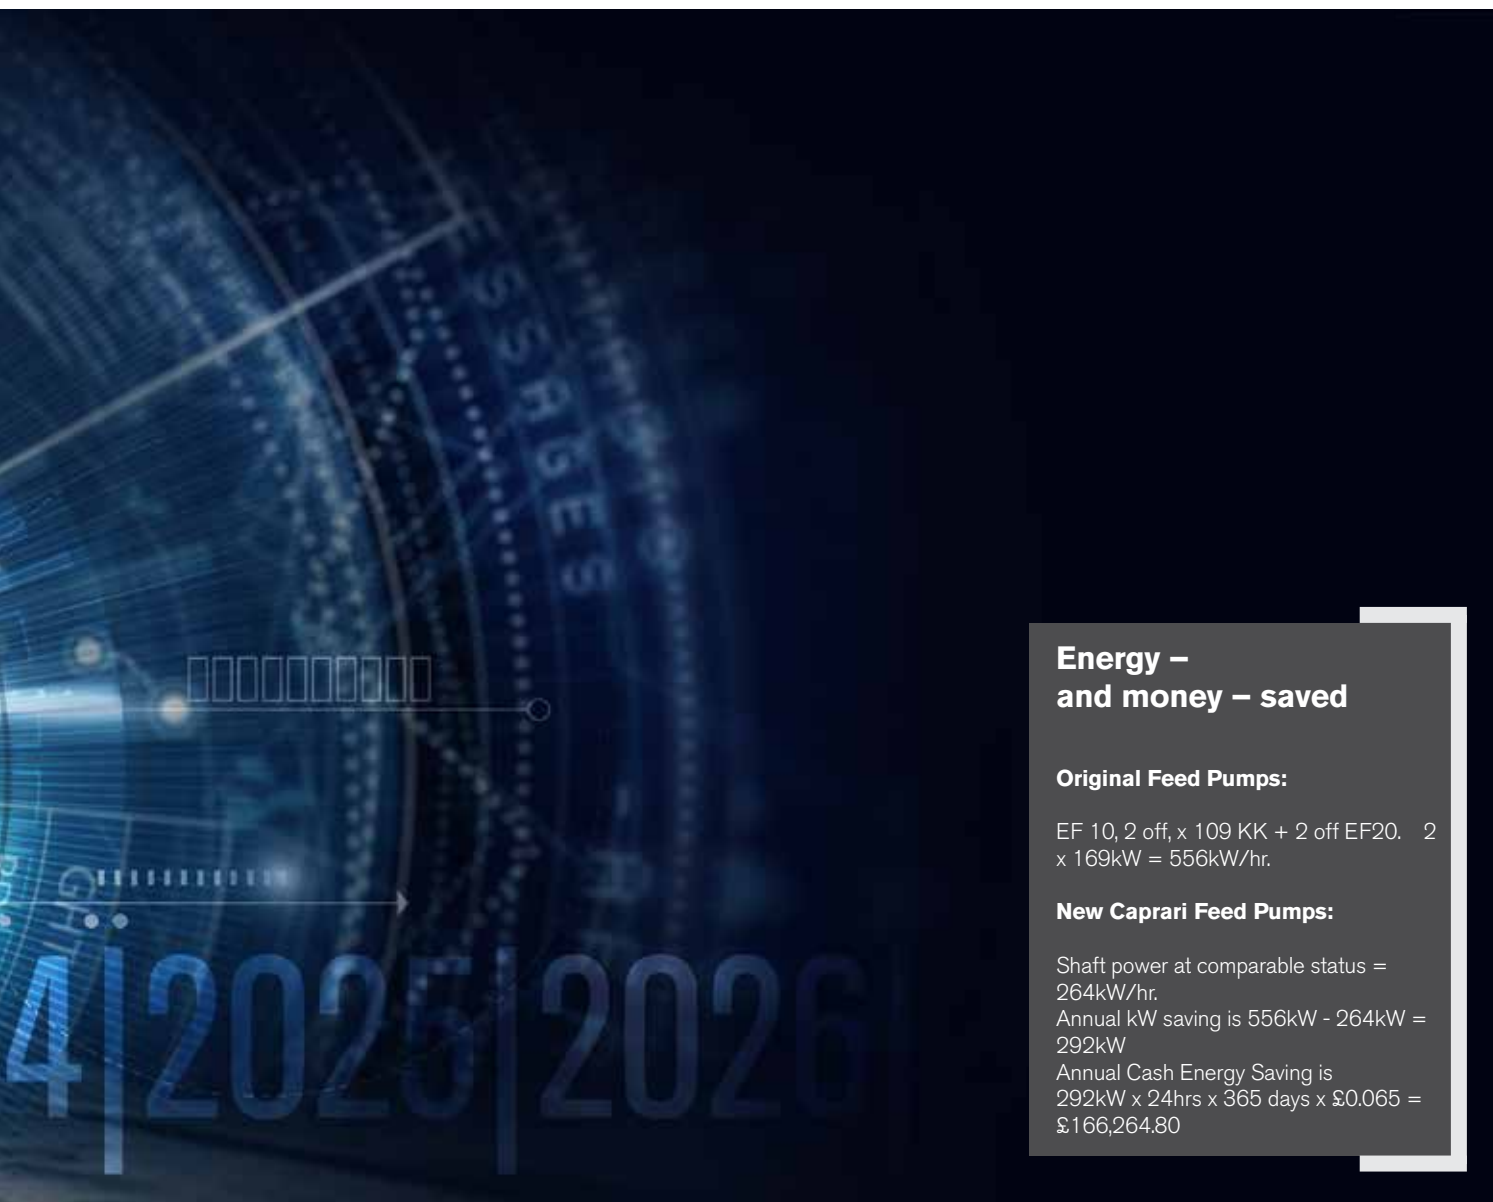 SSAGES
GHT
4|2025|2026
Energy –
and money – saved
Original Feed Pumps:
EF 10, 2 off, x 109 KK + 2 off EF20. 2
x 169kW = 556kW/hr.
New Caprari Feed Pumps:
Shaft power at comparable status =
264kW/hr.
Annual kW saving is 556kW - 264kW =
292kW
Annual Cash Energy Saving is
292kW x 24hrs x 365 days x £0.065 =
£166,264.80